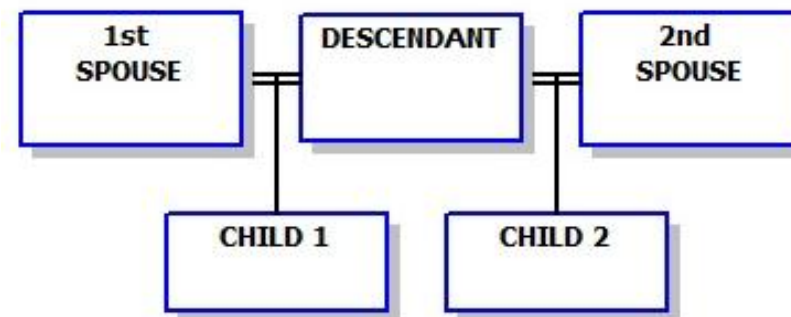 1st
SPOUSE
DESCENDANT
2nd
SPOUSE
CHILD 1
CHILD 2